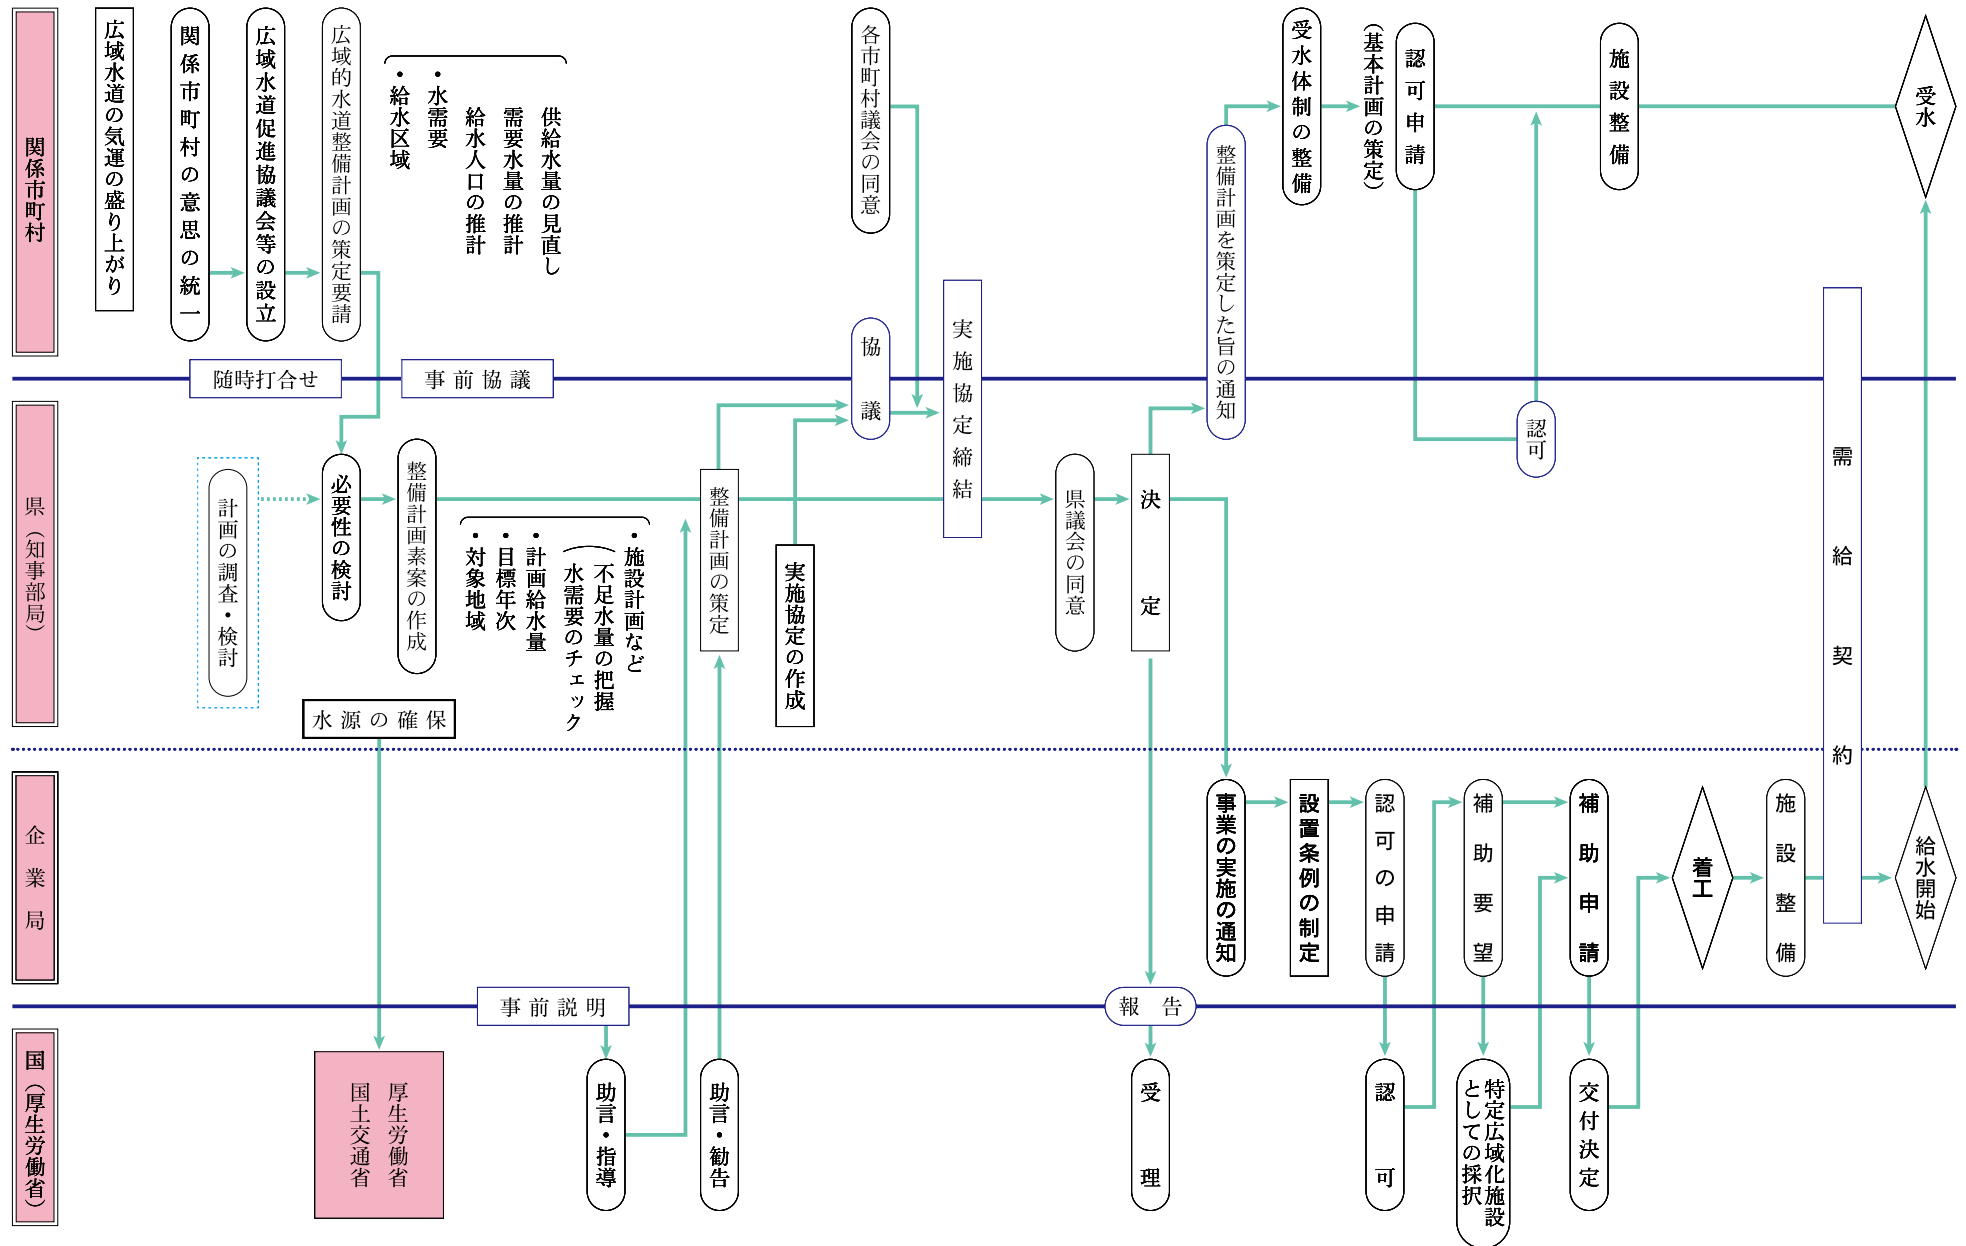 関係市町村
広域水道の気運の盛り上がり
関係市町村の意思の統一
広域水道促進協議会等の設立
広域的水道整備計画の策定要請
・給水区域
・水需要
給水人口の推計
需要水量の推計
供給水量の見直し
各市町村議会の同意
協議
実施協定締結
整備計画を策定した旨の通知
受水体制の整備
(基本計画の策定)
認可申請
施設整備
受水
随時打合せ
事前協議
県(知事部局)
計画の調査・検討
必要性の検討
整備計画素案の作成
・対象地域
・目標年次
・計画給水量
(水需要のチェック
不足水量の把握)
・施設計画など
整備計画の策定
実施協定の作成
県議会の同意
決定
認可
需給契約
水源の確保
企業局
事業の実施の通知
設置条例の制定
認可の申請
補助要望
補助申請
着工
施設整備
給水開始
事前説明
報告
国(厚生労働省)
厚生労働省
国土交通省
助言・指導
助言・勧告
受理
認可
特定広域化施設
としての採択
交付決定